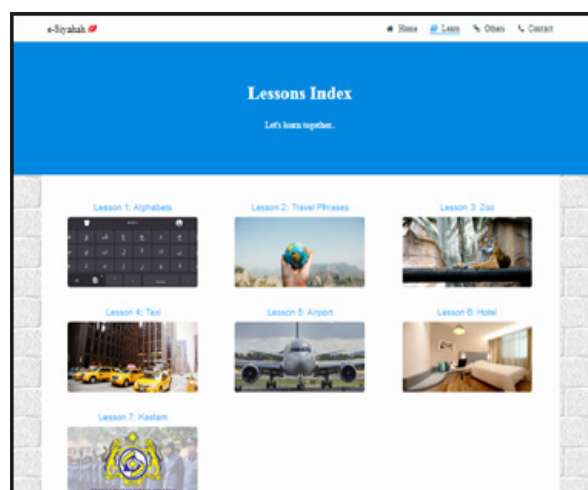 e-Siyahah
Home Learn Others Contact
Lessons Index
Let's learn together..
Lesson 1: Alphabets
Lesson 2: Travel Phrases
Lesson 3: Zoo
Lesson 4: Taxi
Lesson 5: Airport
Lesson 6: Hotel
Lesson 7: Kastam